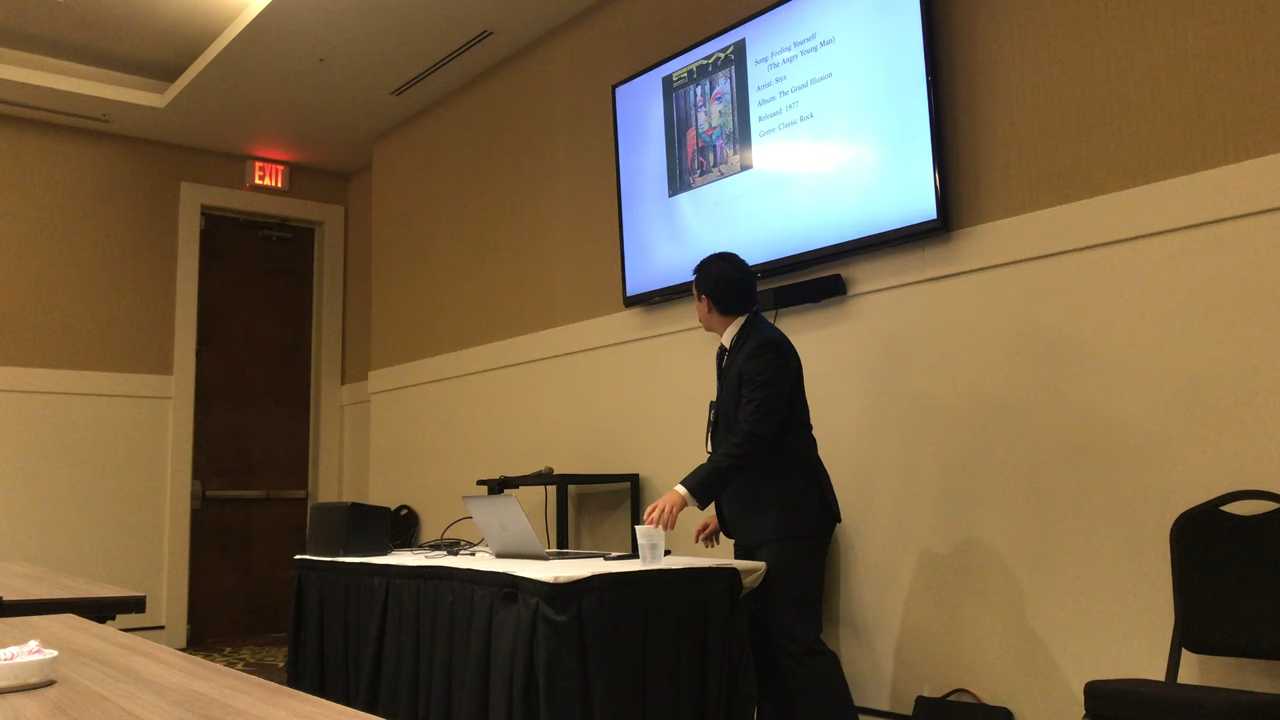 STYX
Song: Fooling Yourself
(The Angry Young Man)
Artist: Styx
Album: The Grand Illusion
Released: 1977
Genre: Classic Rock
EXIT